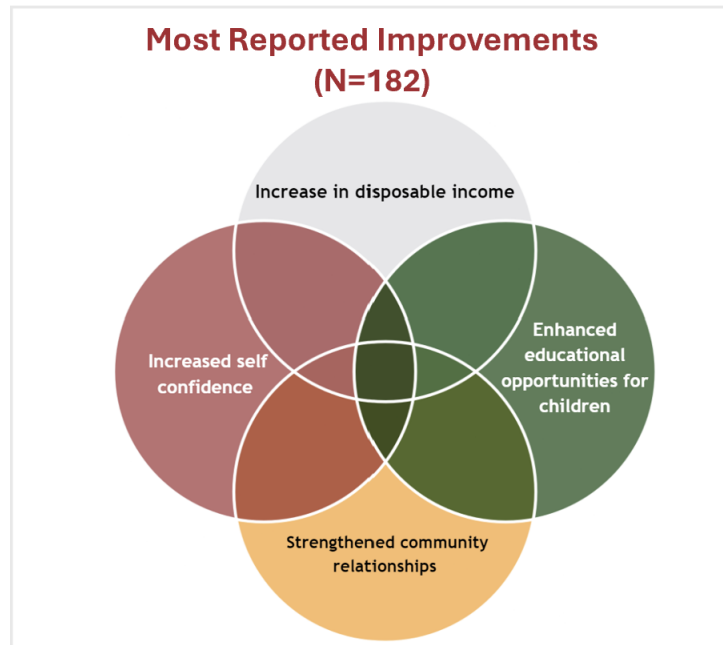 Most Reported Improvements
(N=182)
Increase in disposable income
Increased self
confidence
Enhanced
educational
opportunities for
children
Strengthened community
relationships